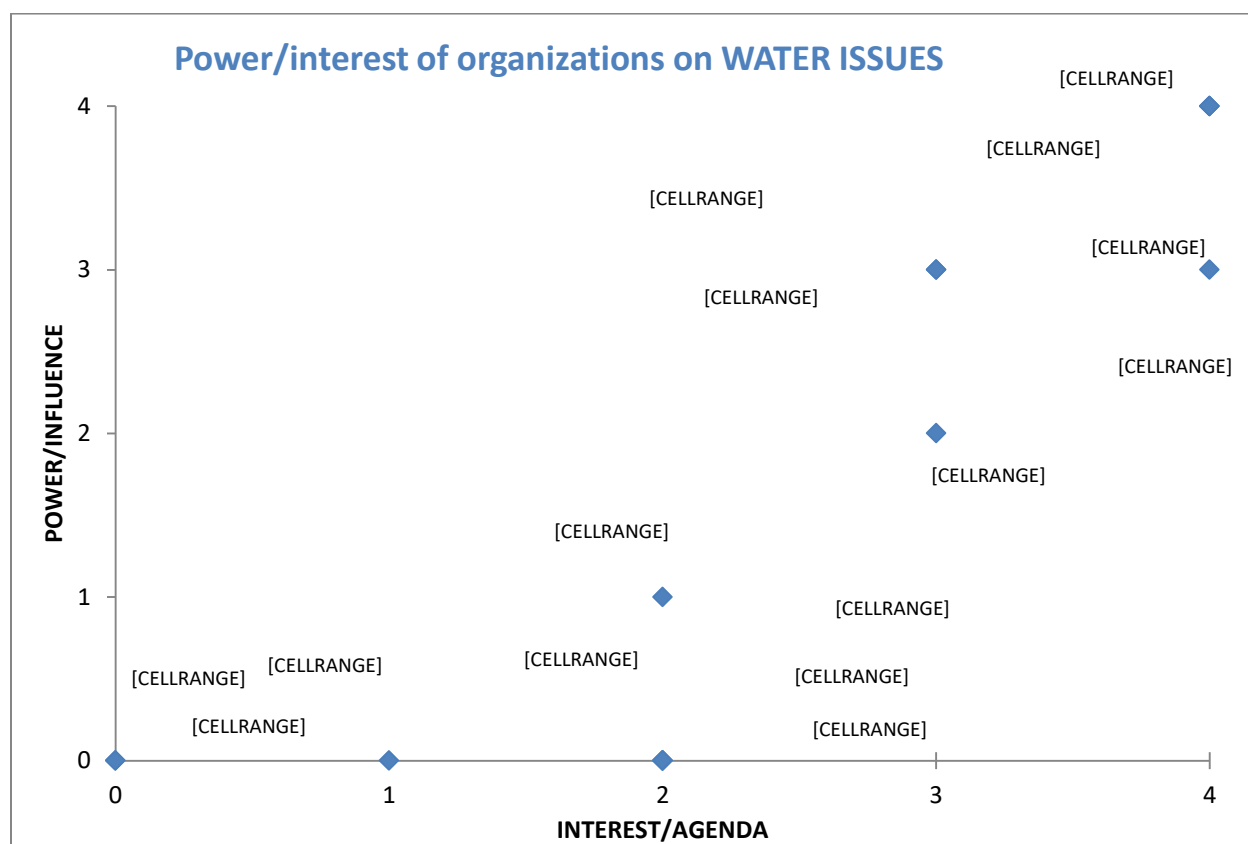 Power/interest of organizations on WATER ISSUES
[CELLRANGE]
4
[CELLRANGE]
[CELLRANGE]
[CELLRANGE]
3
[CELLRANGE]
[CELLRANGE]
POWER/INFLUENCE
2
[CELLRANGE]
[CELLRANGE]
1
[CELLRANGE]
[CELLRANGE]
[CELLRANGE]
[CELLRANGE]
[CELLRANGE]
[CELLRANGE]
[CELLRANGE]
0
0 1 2 3 4
INTEREST/AGENDA